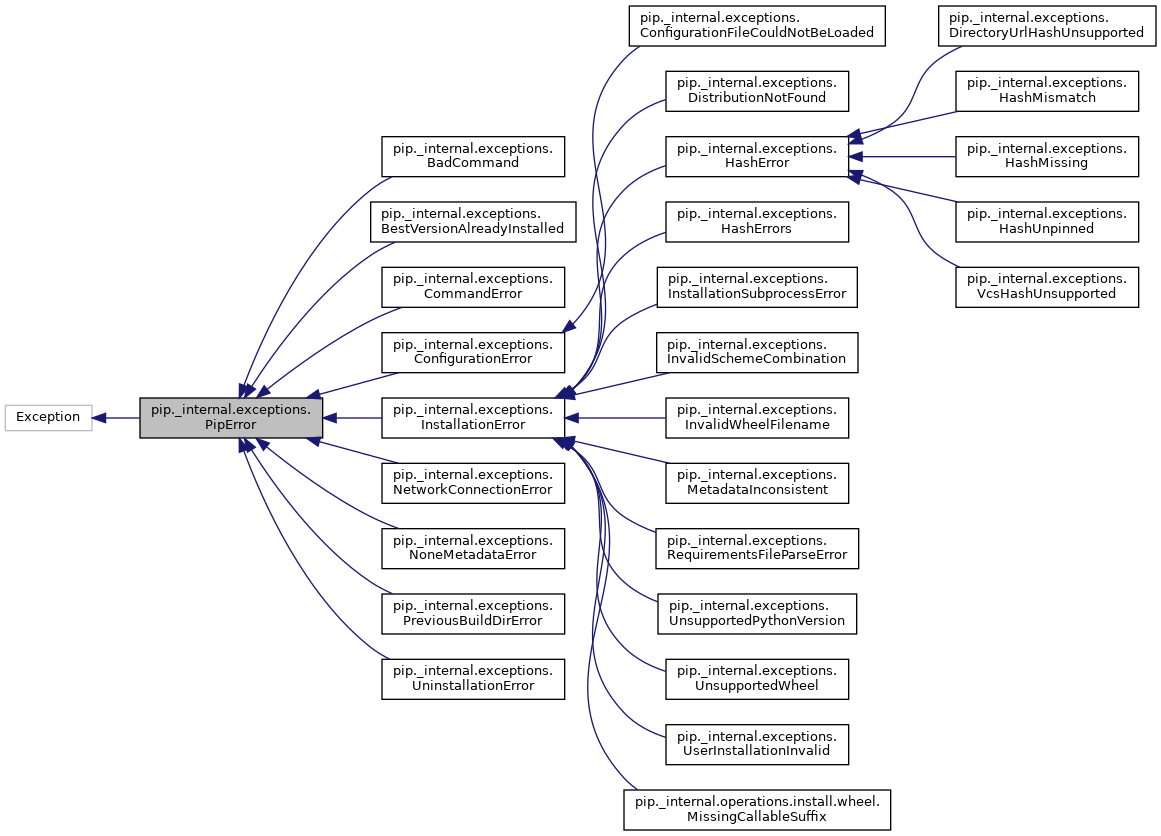 Exception
pip._internal.exceptions.
PipError
pip._internal.exceptions.
BadCommand
pip._internal.exceptions.
BestVersionAlreadyInstalled
pip._internal.exceptions.
CommandError
pip._internal.exceptions.
ConfigurationError
pip._internal.exceptions.
InstallationError
pip._internal.exceptions.
NetworkConnectionError
pip._internal.exceptions.
NoneMetadataError
pip._internal.exceptions.
PreviousBuildDirError
pip._internal.exceptions.
UninstallationError
pip._internal.exceptions.
ConfigurationFileCouldNotBeLoaded
pip._internal.exceptions.
DistributionNotFound
pip._internal.exceptions.
HashError
pip._internal.exceptions.
HashErrors
pip._internal.exceptions.
InstallationSubprocessError
pip._internal.exceptions.
InvalidSchemeCombination
pip._internal.exceptions.
InvalidWheelFilename
pip._internal.exceptions.
MetadataInconsistent
pip._internal.exceptions.
RequirementsFileParseError
pip._internal.exceptions.
UnsupportedPythonVersion
pip._internal.exceptions.
UnsupportedWheel
pip._internal.exceptions.
UserInstallationInvalid
pip._internal.operations.install.wheel.
MissingCallableSuffix
pip._internal.exceptions.
DirectoryUrlHashUnsupported
pip._internal.exceptions.
HashMismatch
pip._internal.exceptions.
HashMissing
pip._internal.exceptions.
HashUnpinned
pip._internal.exceptions.
VcsHashUnsupported